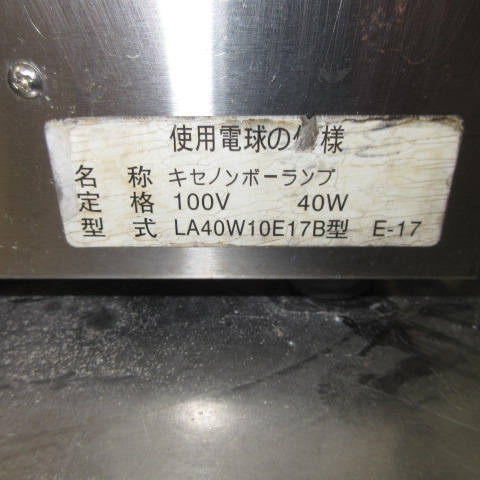 使用電球の仕様
名称 キセノンボーランプ
定格 100V 40W
型式 LA40W10E17B型 E-17